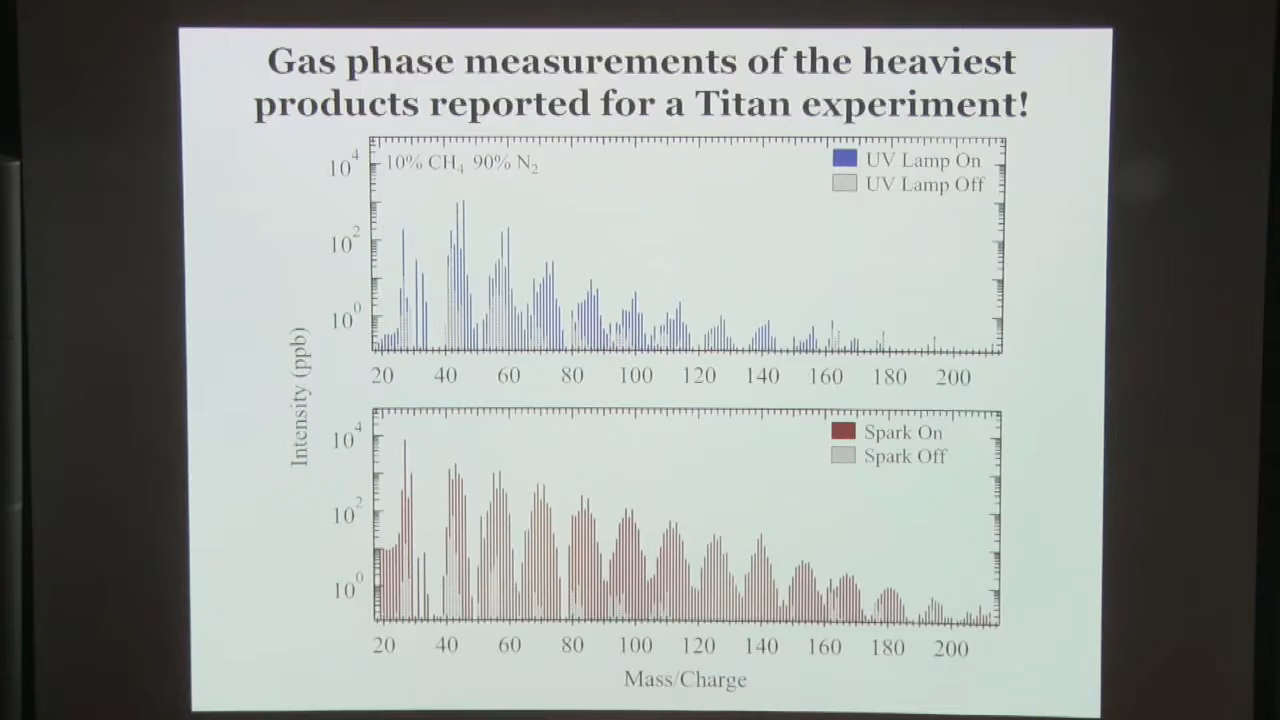 Gas phase measurements of the heaviest
products reported for a Titan experiment!
10⁴
10% CH₄ 90% N₂
UV Lamp On
UV Lamp Off
10²
10⁰
20 40 60 80 100 120 140 160 180 200
Intensity (ppb)
10⁴
Spark On
Spark Off
10²
10⁰
20 40 60 80 100 120 140 160 180 200
Mass/Charge